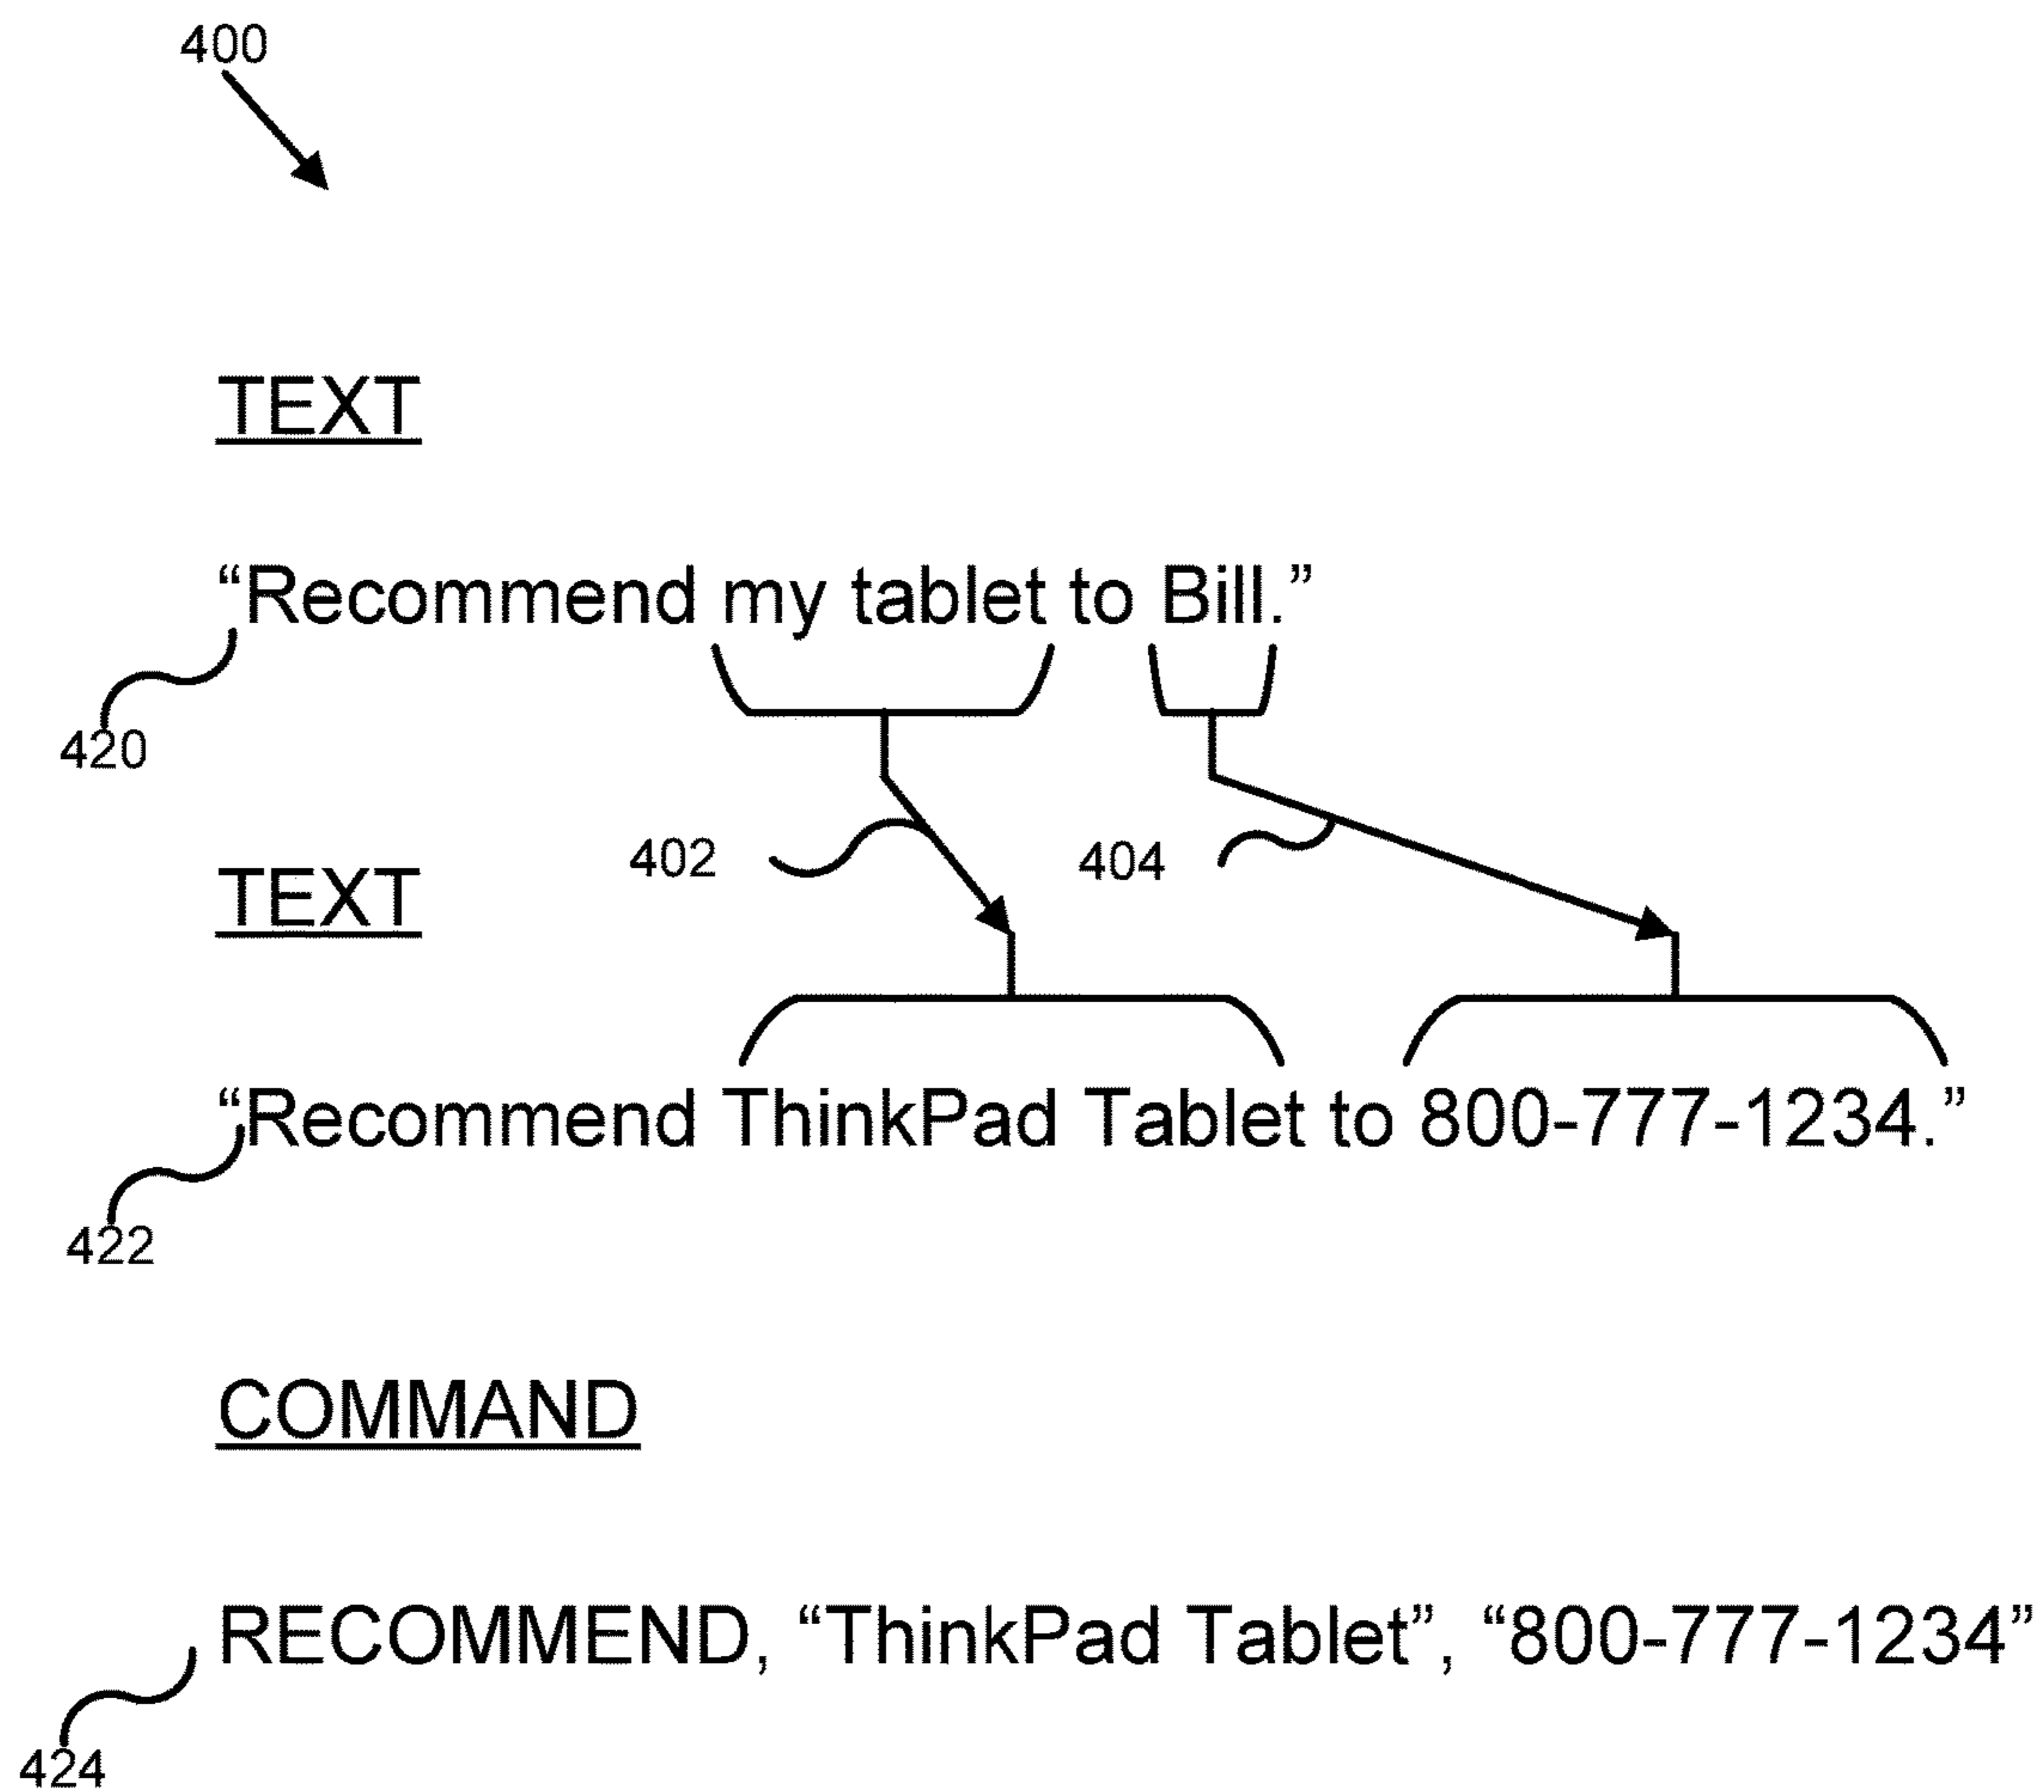 400
TEXT
“Recommend my tablet to Bill.”
420
402
404
TEXT
“Recommend ThinkPad Tablet to 800-777-1234.”
422
COMMAND
RECOMMEND, “ThinkPad Tablet”, “800-777-1234”
424